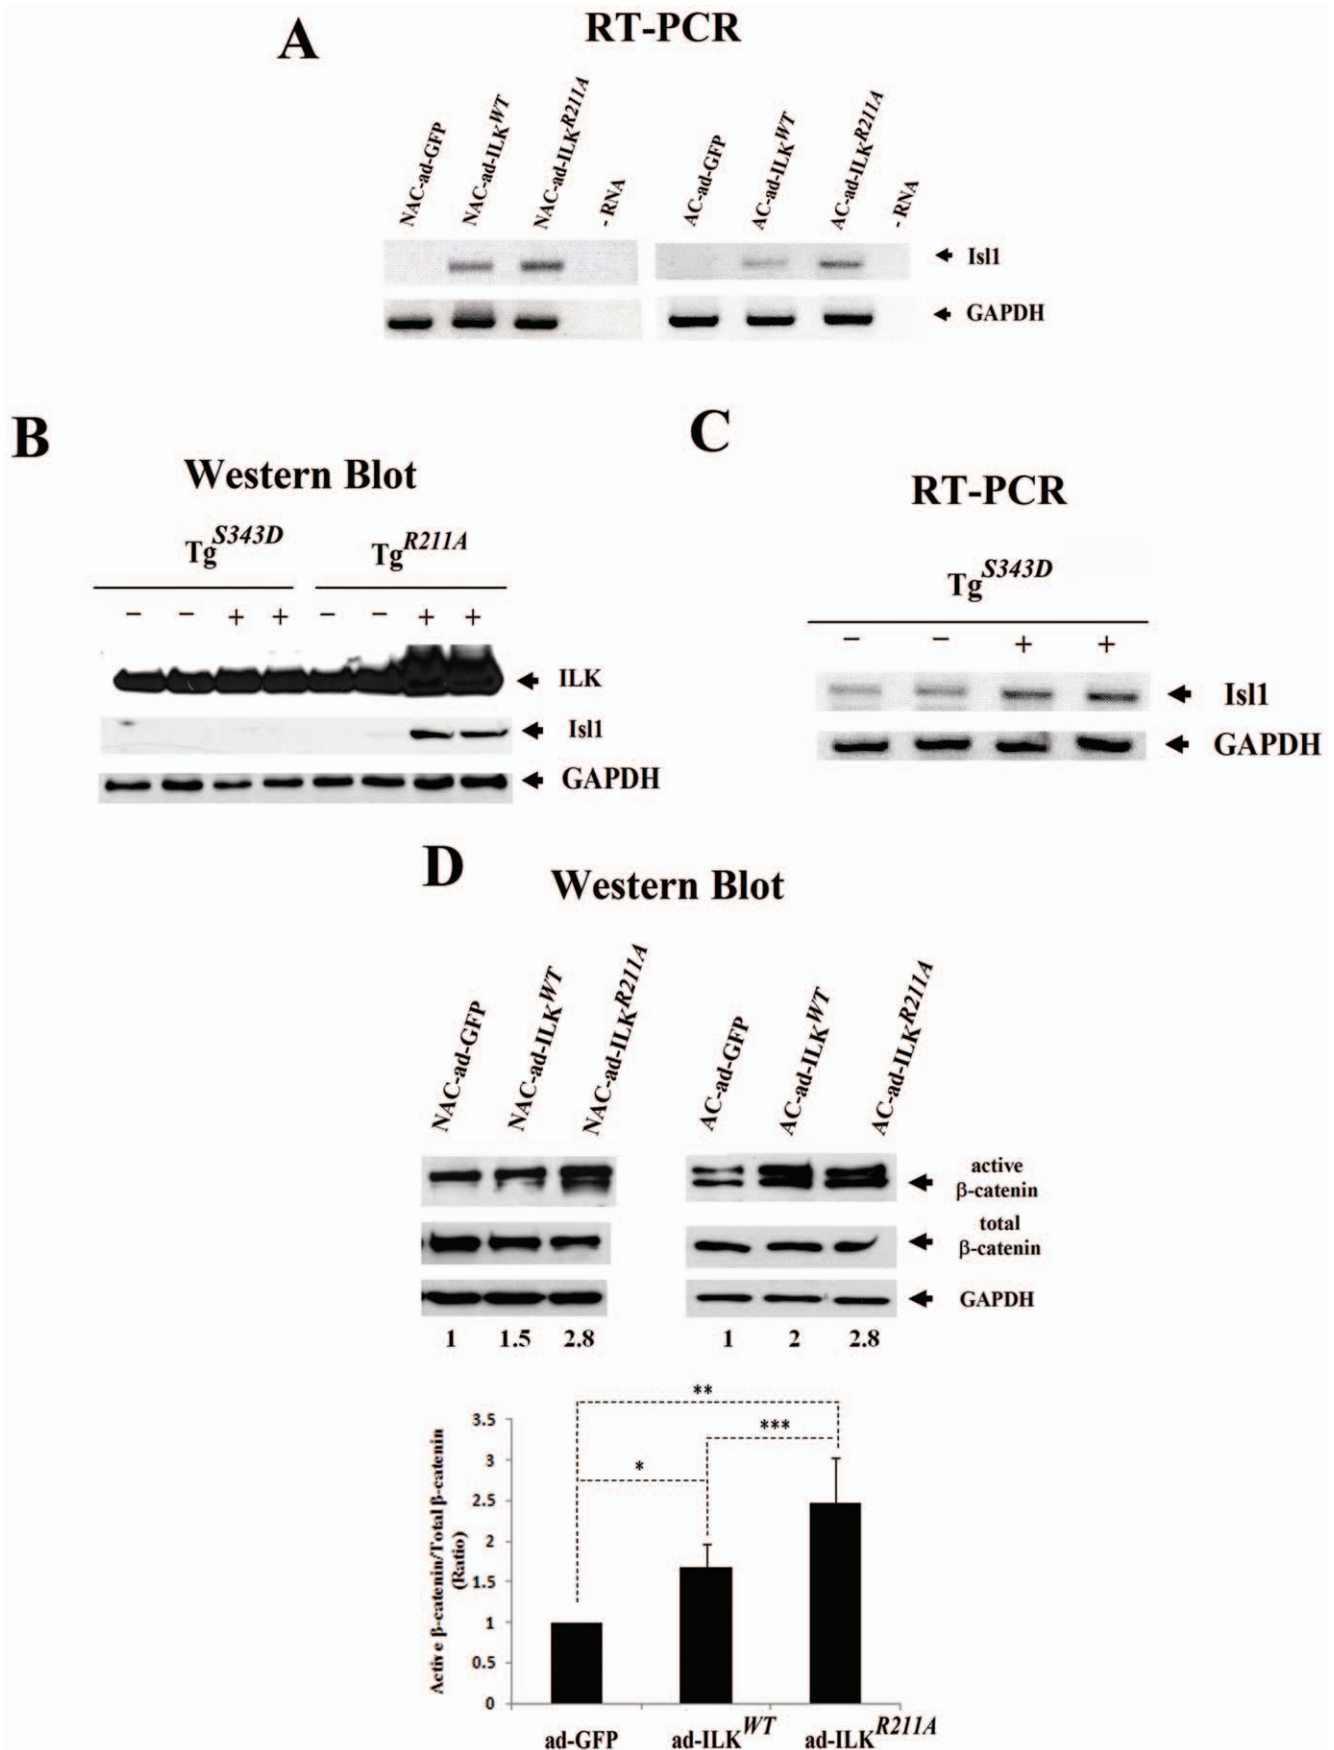 A
RT-PCR
NAC-ad-GFP
NAC-ad-ILK^WT
NAC-ad-ILK^R211A
- RNA
AC-ad-GFP
AC-ad-ILK^WT
AC-ad-ILK^R211A
- RNA
Isl1
GAPDH
B
Western Blot
Tg^S343D
Tg^R211A
− − + + − − + +
ILK
Isl1
GAPDH
C
RT-PCR
Tg^S343D
− − + +
Isl1
GAPDH
D
Western Blot
NAC-ad-GFP
NAC-ad-ILK^WT
NAC-ad-ILK^R211A
AC-ad-GFP
AC-ad-ILK^WT
AC-ad-ILK^R211A
active
β-catenin
total
β-catenin
GAPDH
1 1.5 2.8 1 2 2.8
Active β-catenin/Total β-catenin
(Ratio)
3.5
3
2.5
2
1.5
1
0.5
0
**
***
*
ad-GFP ad-ILK^WT ad-ILK^R211A